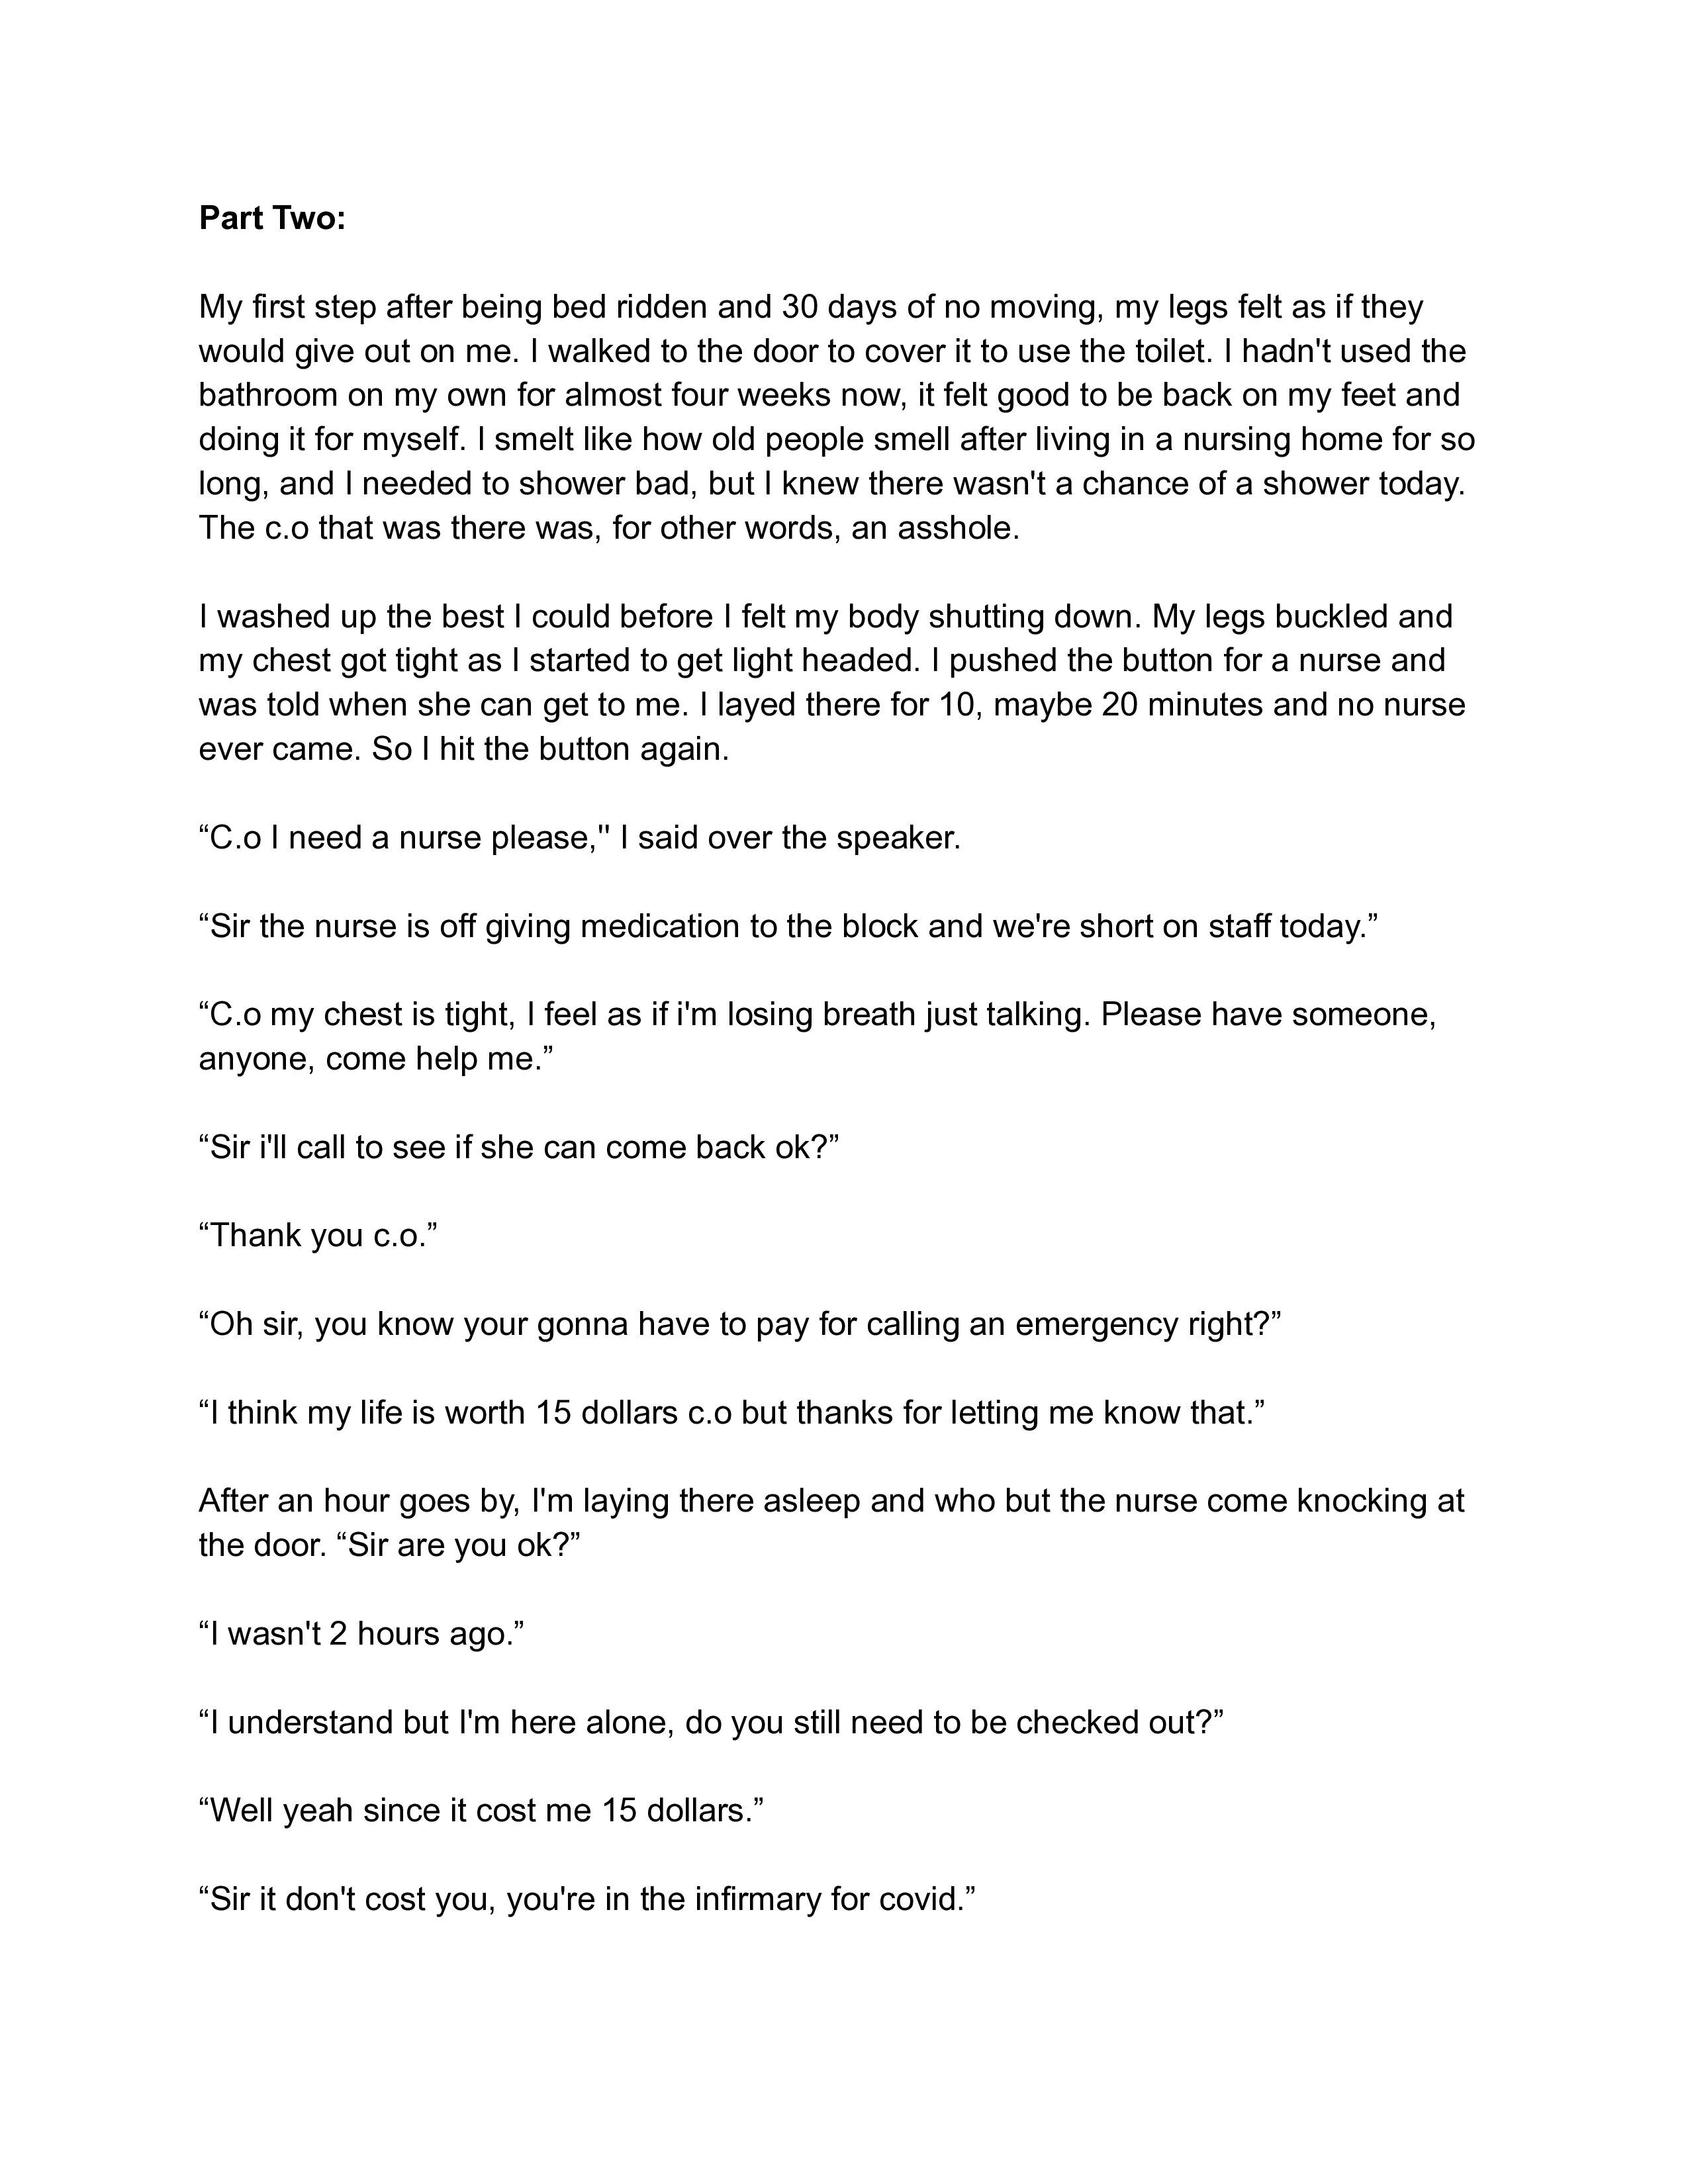 Part Two:
My first step after being bed ridden and 30 days of no moving, my legs felt as if they
would give out on me. I walked to the door to cover it to use the toilet. I hadn't used the
bathroom on my own for almost four weeks now, it felt good to be back on my feet and
doing it for myself. I smelt like how old people smell after living in a nursing home for so
long, and I needed to shower bad, but I knew there wasn't a chance of a shower today.
The c.o that was there was, for other words, an asshole.
I washed up the best I could before I felt my body shutting down. My legs buckled and
my chest got tight as I started to get light headed. I pushed the button for a nurse and
was told when she can get to me. I layed there for 10, maybe 20 minutes and no nurse
ever came. So I hit the button again.
“C.o I need a nurse please,'' I said over the speaker.
“Sir the nurse is off giving medication to the block and we're short on staff today.”
“C.o my chest is tight, I feel as if i'm losing breath just talking. Please have someone,
anyone, come help me.”
“Sir i'll call to see if she can come back ok?”
“Thank you c.o.”
“Oh sir, you know your gonna have to pay for calling an emergency right?”
“I think my life is worth 15 dollars c.o but thanks for letting me know that.”
After an hour goes by, I'm laying there asleep and who but the nurse come knocking at
the door. “Sir are you ok?”
“I wasn't 2 hours ago.”
“I understand but I'm here alone, do you still need to be checked out?”
“Well yeah since it cost me 15 dollars.”
“Sir it don't cost you, you're in the infirmary for covid.”